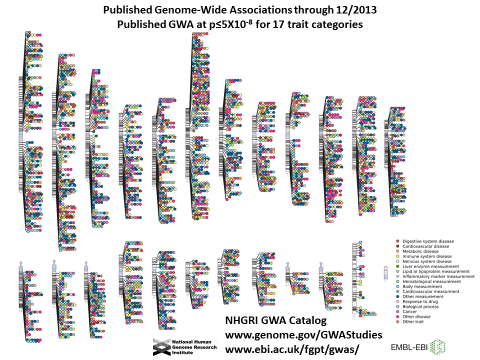 Published Genome-Wide Associations through 12/2013
Published GWA at p≤5X10-8 for 17 trait categories
Digestive system disease
Cardiovascular disease
Metabolic disease
Immune system disease
Nervous system disease
Liver enzyme measurement
Lipid or lipoprotein measurement
Inflammatory marker measurement
Hematological measurement
Body measurement
Cardiovascular measurement
Other measurement
Response to drug
Biological process
Cancer
Other disease
Other trait
NHGRI GWA Catalog
www.genome.gov/GWAStudies
www.ebi.ac.uk/fgpt/gwas/
National Human
Genome Research
Institute
EMBL-EBI